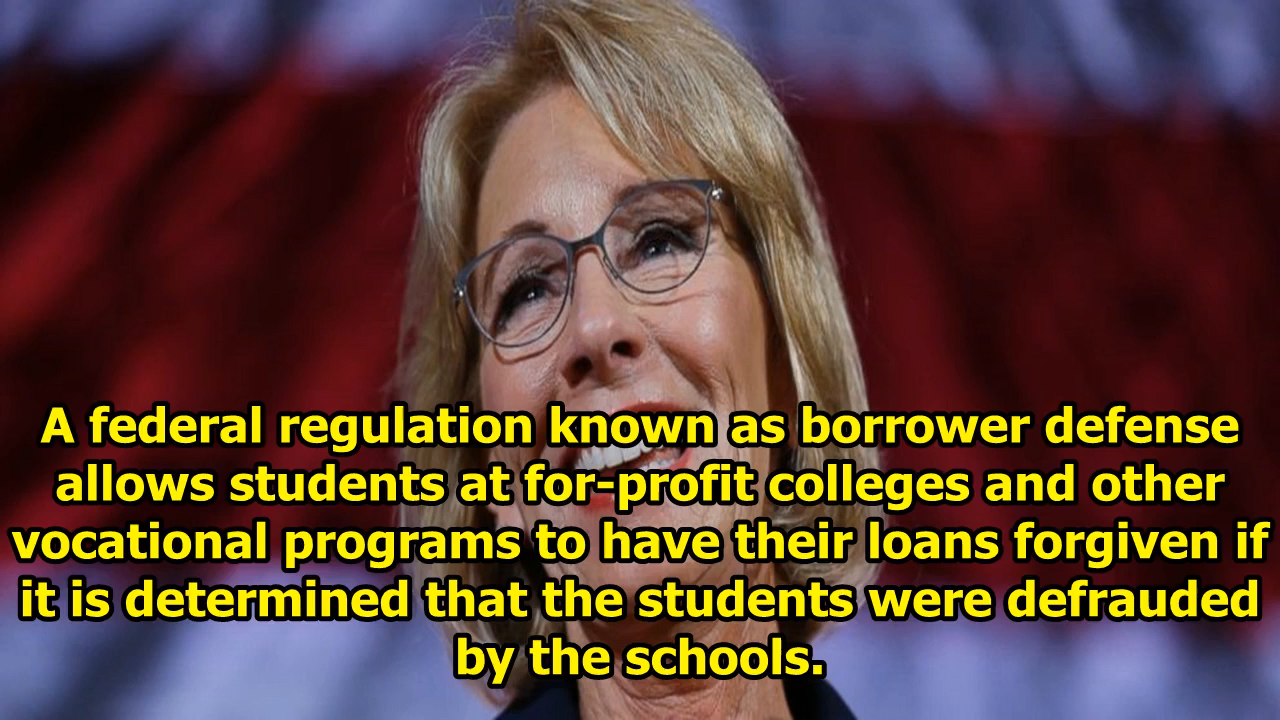 A federal regulation known as borrower defense
allows students at for-profit colleges and other
vocational programs to have their loans forgiven if
it is determined that the students were defrauded
by the schools.